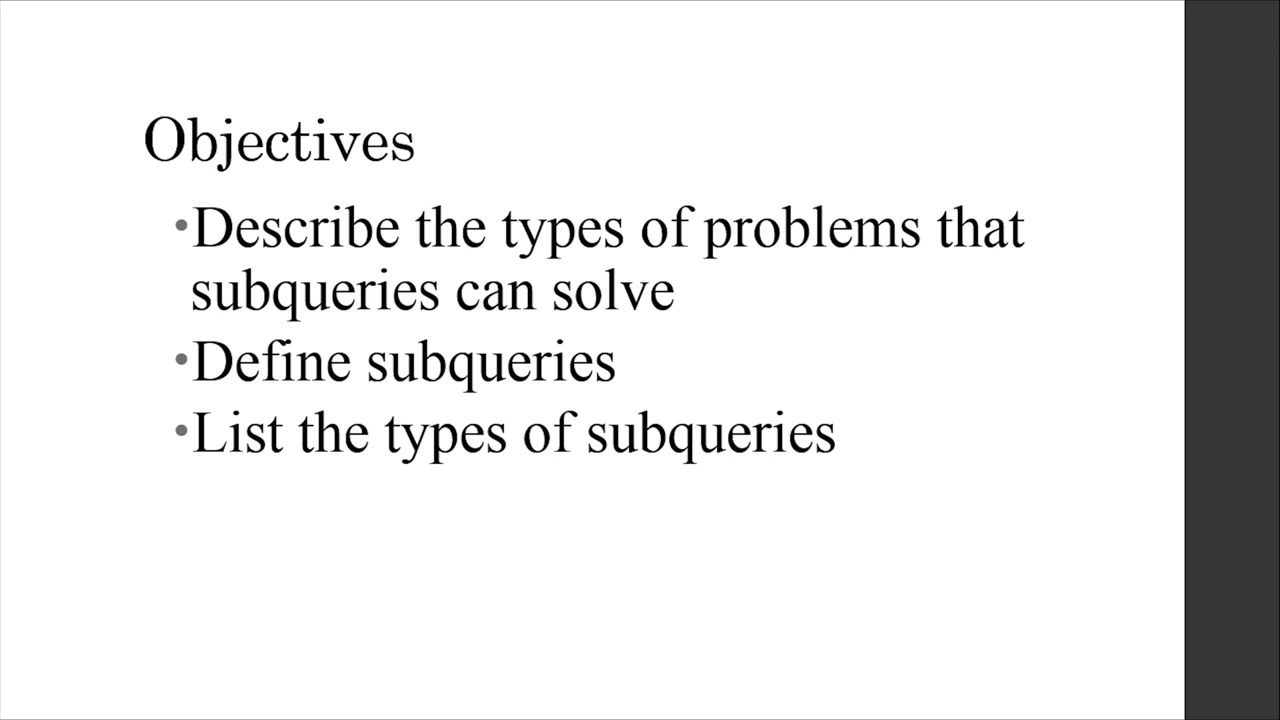 Objectives
•Describe the types of problems that
subqueries can solve
•Define subqueries
•List the types of subqueries